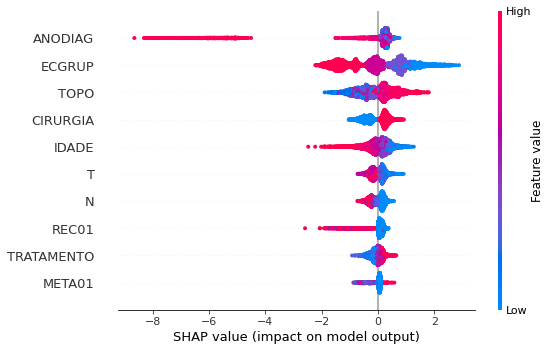 High
ANODIAG
ECGRUP
TOPO
CIRURGIA
IDADE
T
N
REC01
TRATAMENTO
META01
Feature value
Low
−8 −6 −4 −2 0 2
SHAP value (impact on model output)